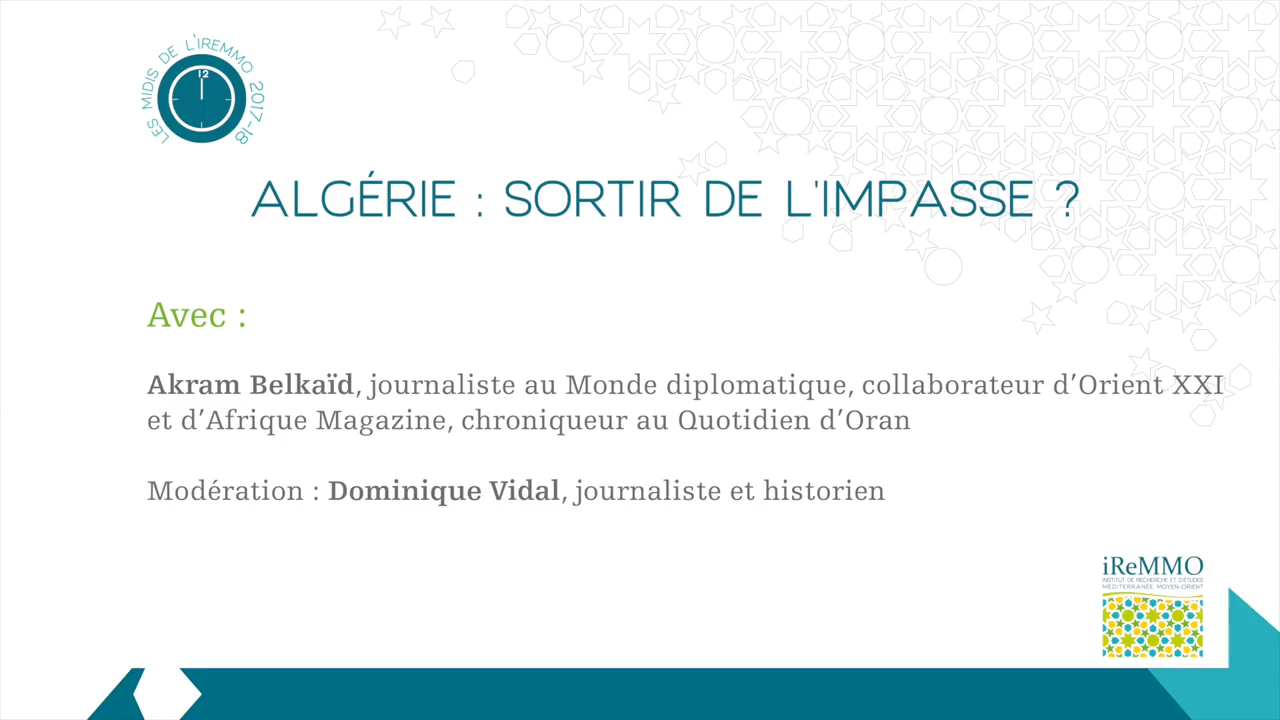 LES MIDIS DE L'IREMMO 2017-18
12
ALGÉRIE : SORTIR DE L'IMPASSE ?
Avec :
Akram Belkaïd, journaliste au Monde diplomatique, collaborateur d’Orient XXI
et d’Afrique Magazine, chroniqueur au Quotidien d’Oran
Modération : Dominique Vidal, journaliste et historien
iReMMO
INSTITUT DE RECHERCHE ET D'ÉTUDES
MÉDITERRANÉE MOYEN-ORIENT